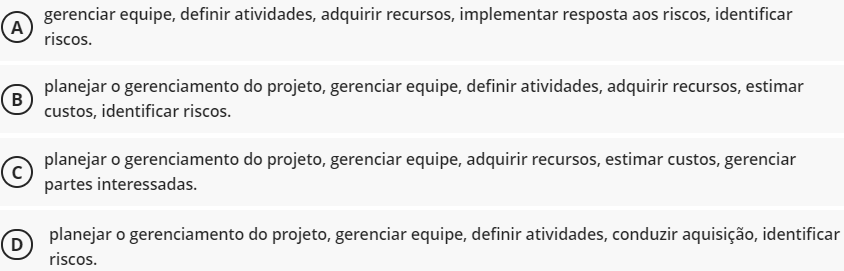 A gerenciar equipe, definir atividades, adquirir recursos, implementar resposta aos riscos, identificar
riscos.
B planejar o gerenciamento do projeto, gerenciar equipe, definir atividades, adquirir recursos, estimar
custos, identificar riscos.
C planejar o gerenciamento do projeto, gerenciar equipe, adquirir recursos, estimar custos, gerenciar
partes interessadas.
D planejar o gerenciamento do projeto, gerenciar equipe, definir atividades, conduzir aquisição, identificar
riscos.